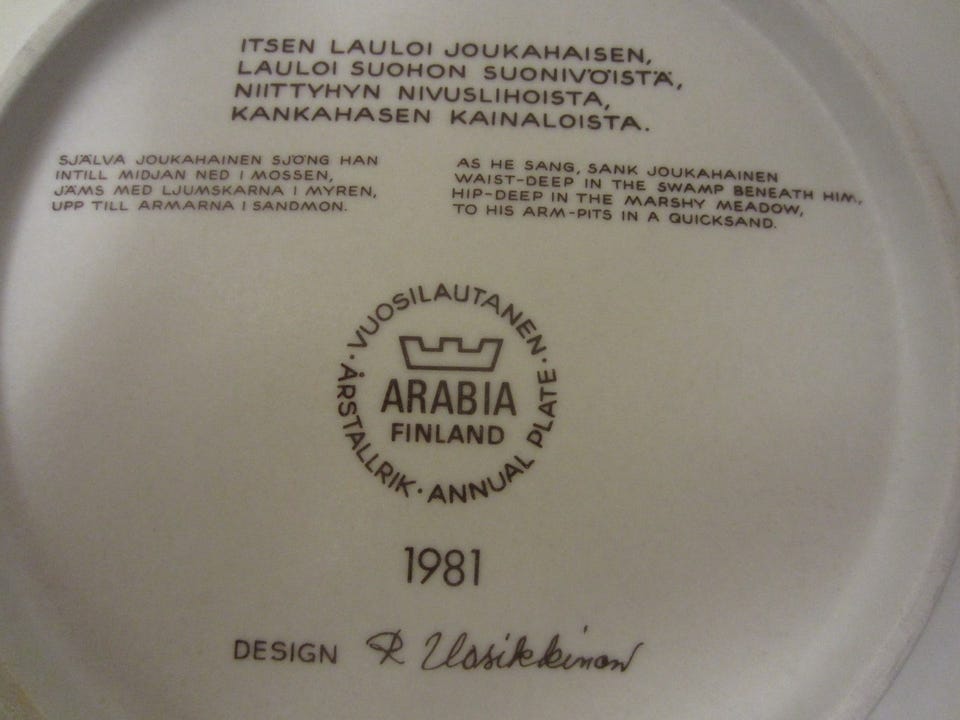 ITSEN LAULOI JOUKAHAISEN,
LAULOI SUOHON SUONIVÖISTÄ,
NIITTYHYN NIVUSLIHOISTA,
KANKAHASEN KAINALOISTA.
SJÄLVA JOUKAHAINEN SJÖNG HAN
INTILL MIDJAN NED I MOSSEN,
JÄMS MED LJUMSKARNA I MYREN,
UPP TILL ARMARNA I SANDMON.
AS HE SANG, SANK JOUKAHAINEN
WAIST-DEEP IN THE SWAMP BENEATH HIM,
HIP-DEEP IN THE MARSHY MEADOW,
TO HIS ARM-PITS IN A QUICKSAND.
VUOSILAUTANEN · ANNUAL PLATE · ÅRSTALLRIK ·
ARABIA
FINLAND
1981
DESIGN R Uosikkinen